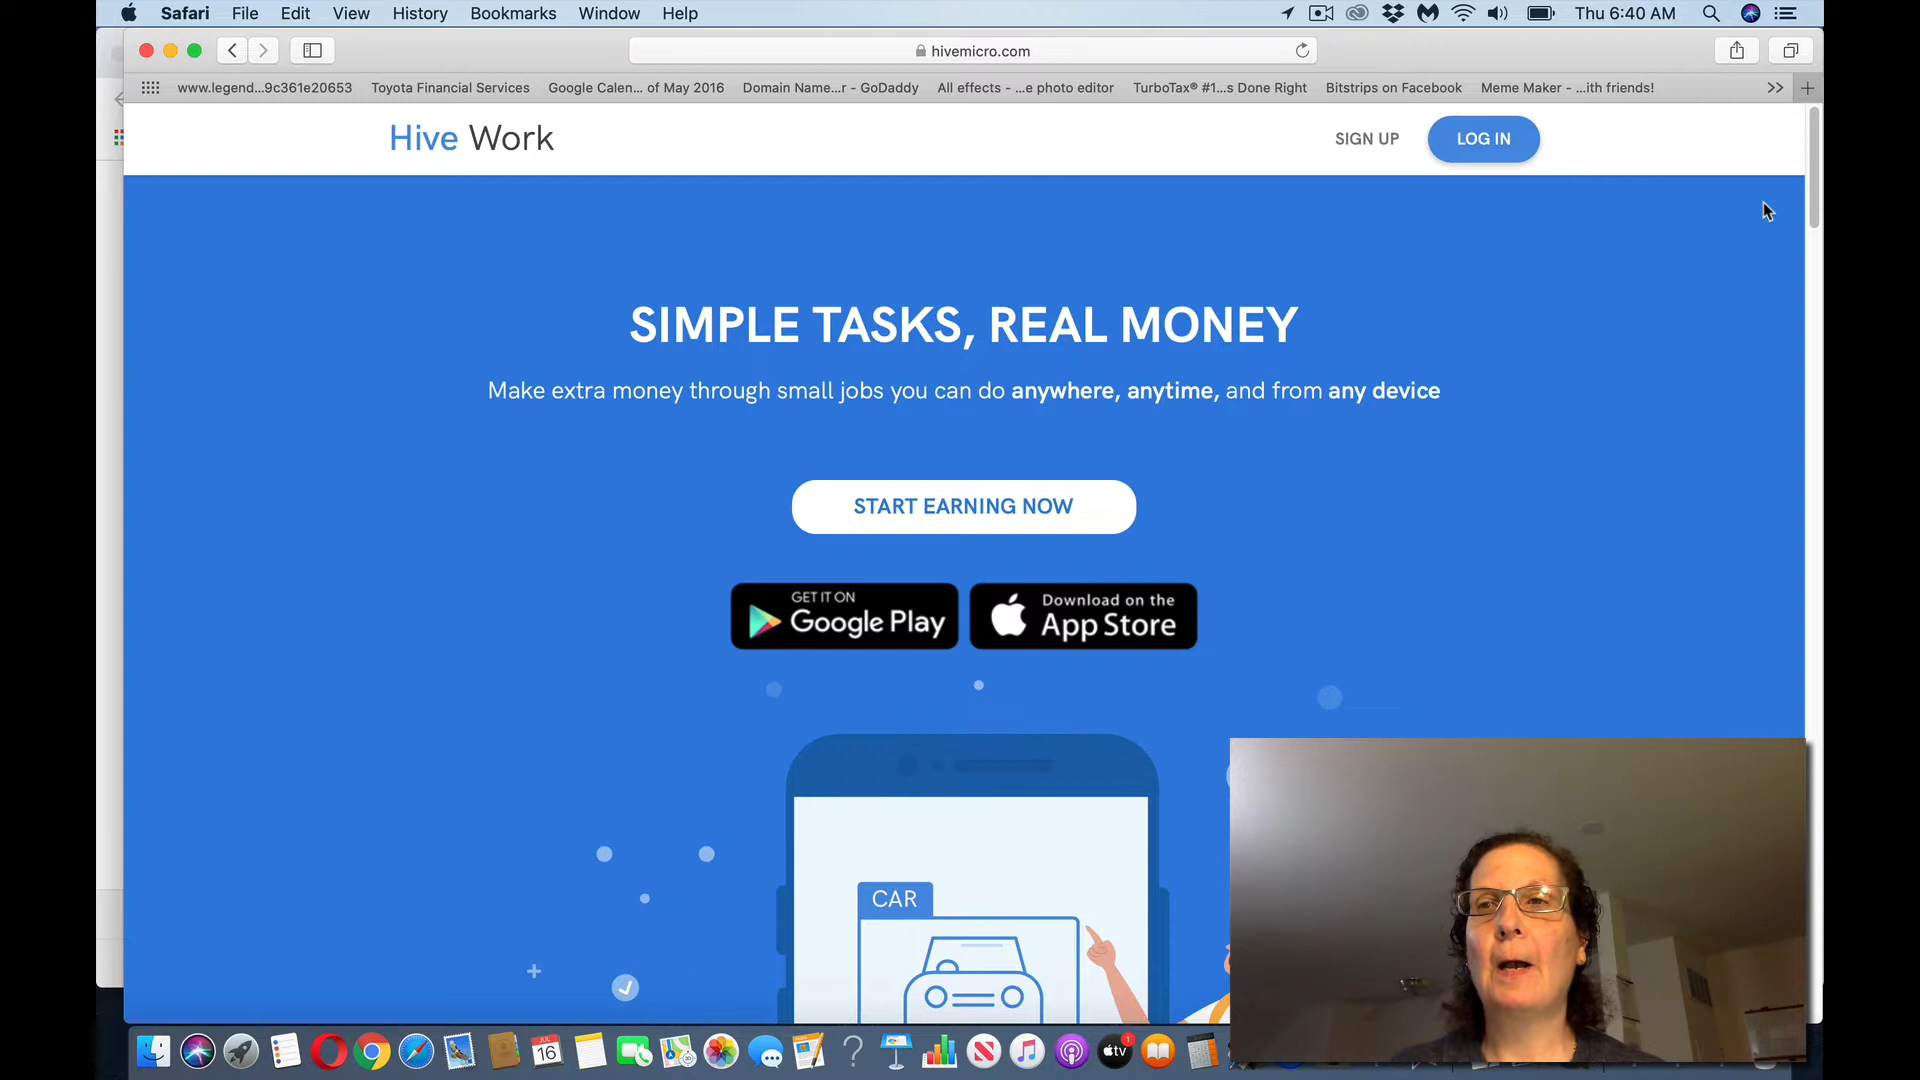 Safari File Edit View History Bookmarks Window Help Thu 6:40 AM
hivemicro.com
www.legend...9c361e20653 Toyota Financial Services Google Calen... of May 2016 Domain Name...r - GoDaddy All effects - ...e photo editor TurboTax® #1...s Done Right Bitstrips on Facebook Meme Maker - ...ith friends!
Hive Work SIGN UP LOG IN
SIMPLE TASKS, REAL MONEY
Make extra money through small jobs you can do anywhere, anytime, and from any device
START EARNING NOW
GET IT ON
Google Play
Download on the
App Store
CAR
JUL
16
tv
1